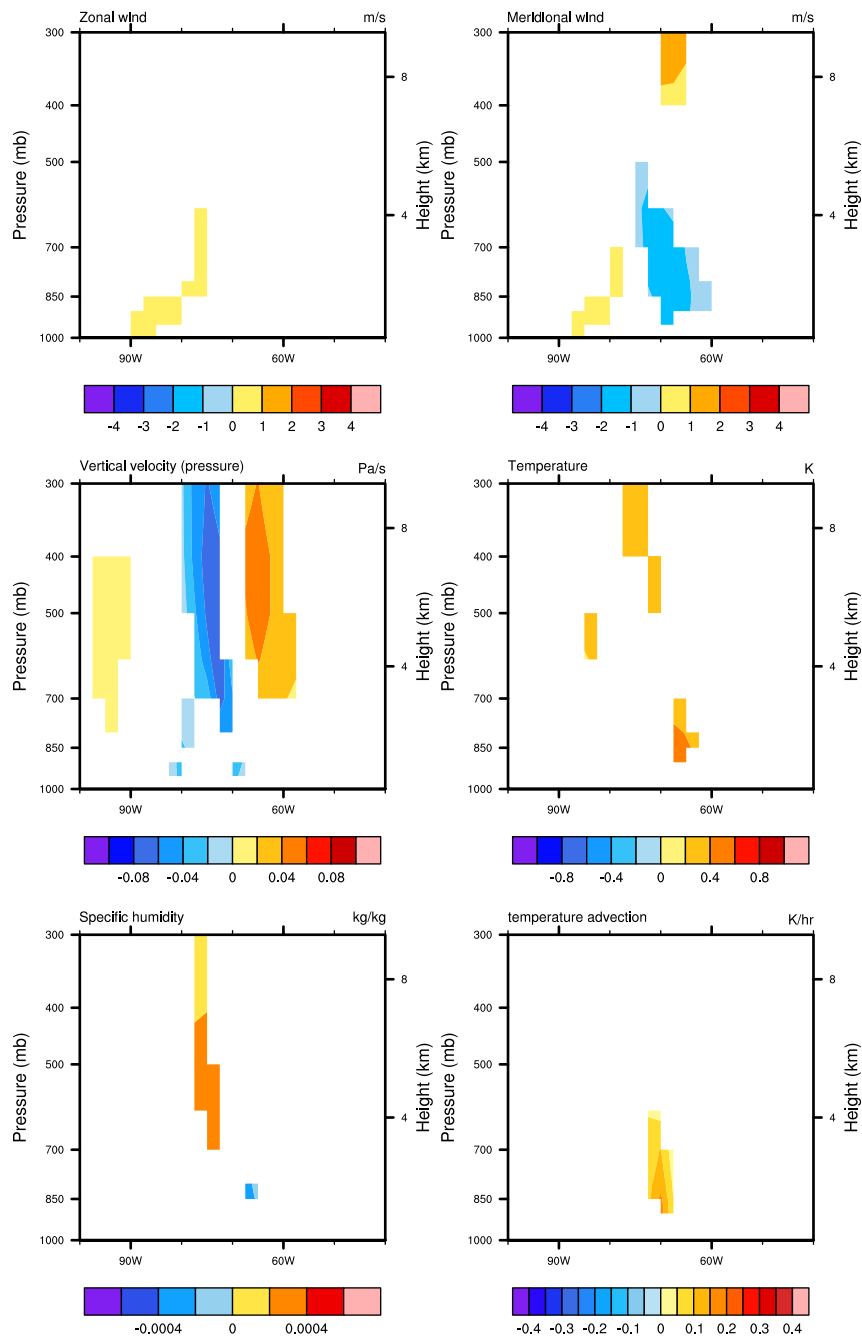 Zonal wind m/s
300
400
500
700
850
1000
Pressure (mb)
8
4
Height (km)
90W 60W
-4 -3 -2 -1 0 1 2 3 4
Meridional wind m/s
300
400
500
700
850
1000
Pressure (mb)
8
4
Height (km)
90W 60W
-4 -3 -2 -1 0 1 2 3 4
Vertical velocity (pressure) Pa/s
300
400
500
700
850
1000
Pressure (mb)
8
4
Height (km)
90W 60W
-0.08 -0.04 0 0.04 0.08
Temperature K
300
400
500
700
850
1000
Pressure (mb)
8
4
Height (km)
90W 60W
-0.8 -0.4 0 0.4 0.8
Specific humidity kg/kg
300
400
500
700
850
1000
Pressure (mb)
8
4
Height (km)
90W 60W
-0.0004 0 0.0004
temperature advection K/hr
300
400
500
700
850
1000
Pressure (mb)
8
4
Height (km)
90W 60W
-0.4 -0.3 -0.2 -0.1 0 0.1 0.2 0.3 0.4